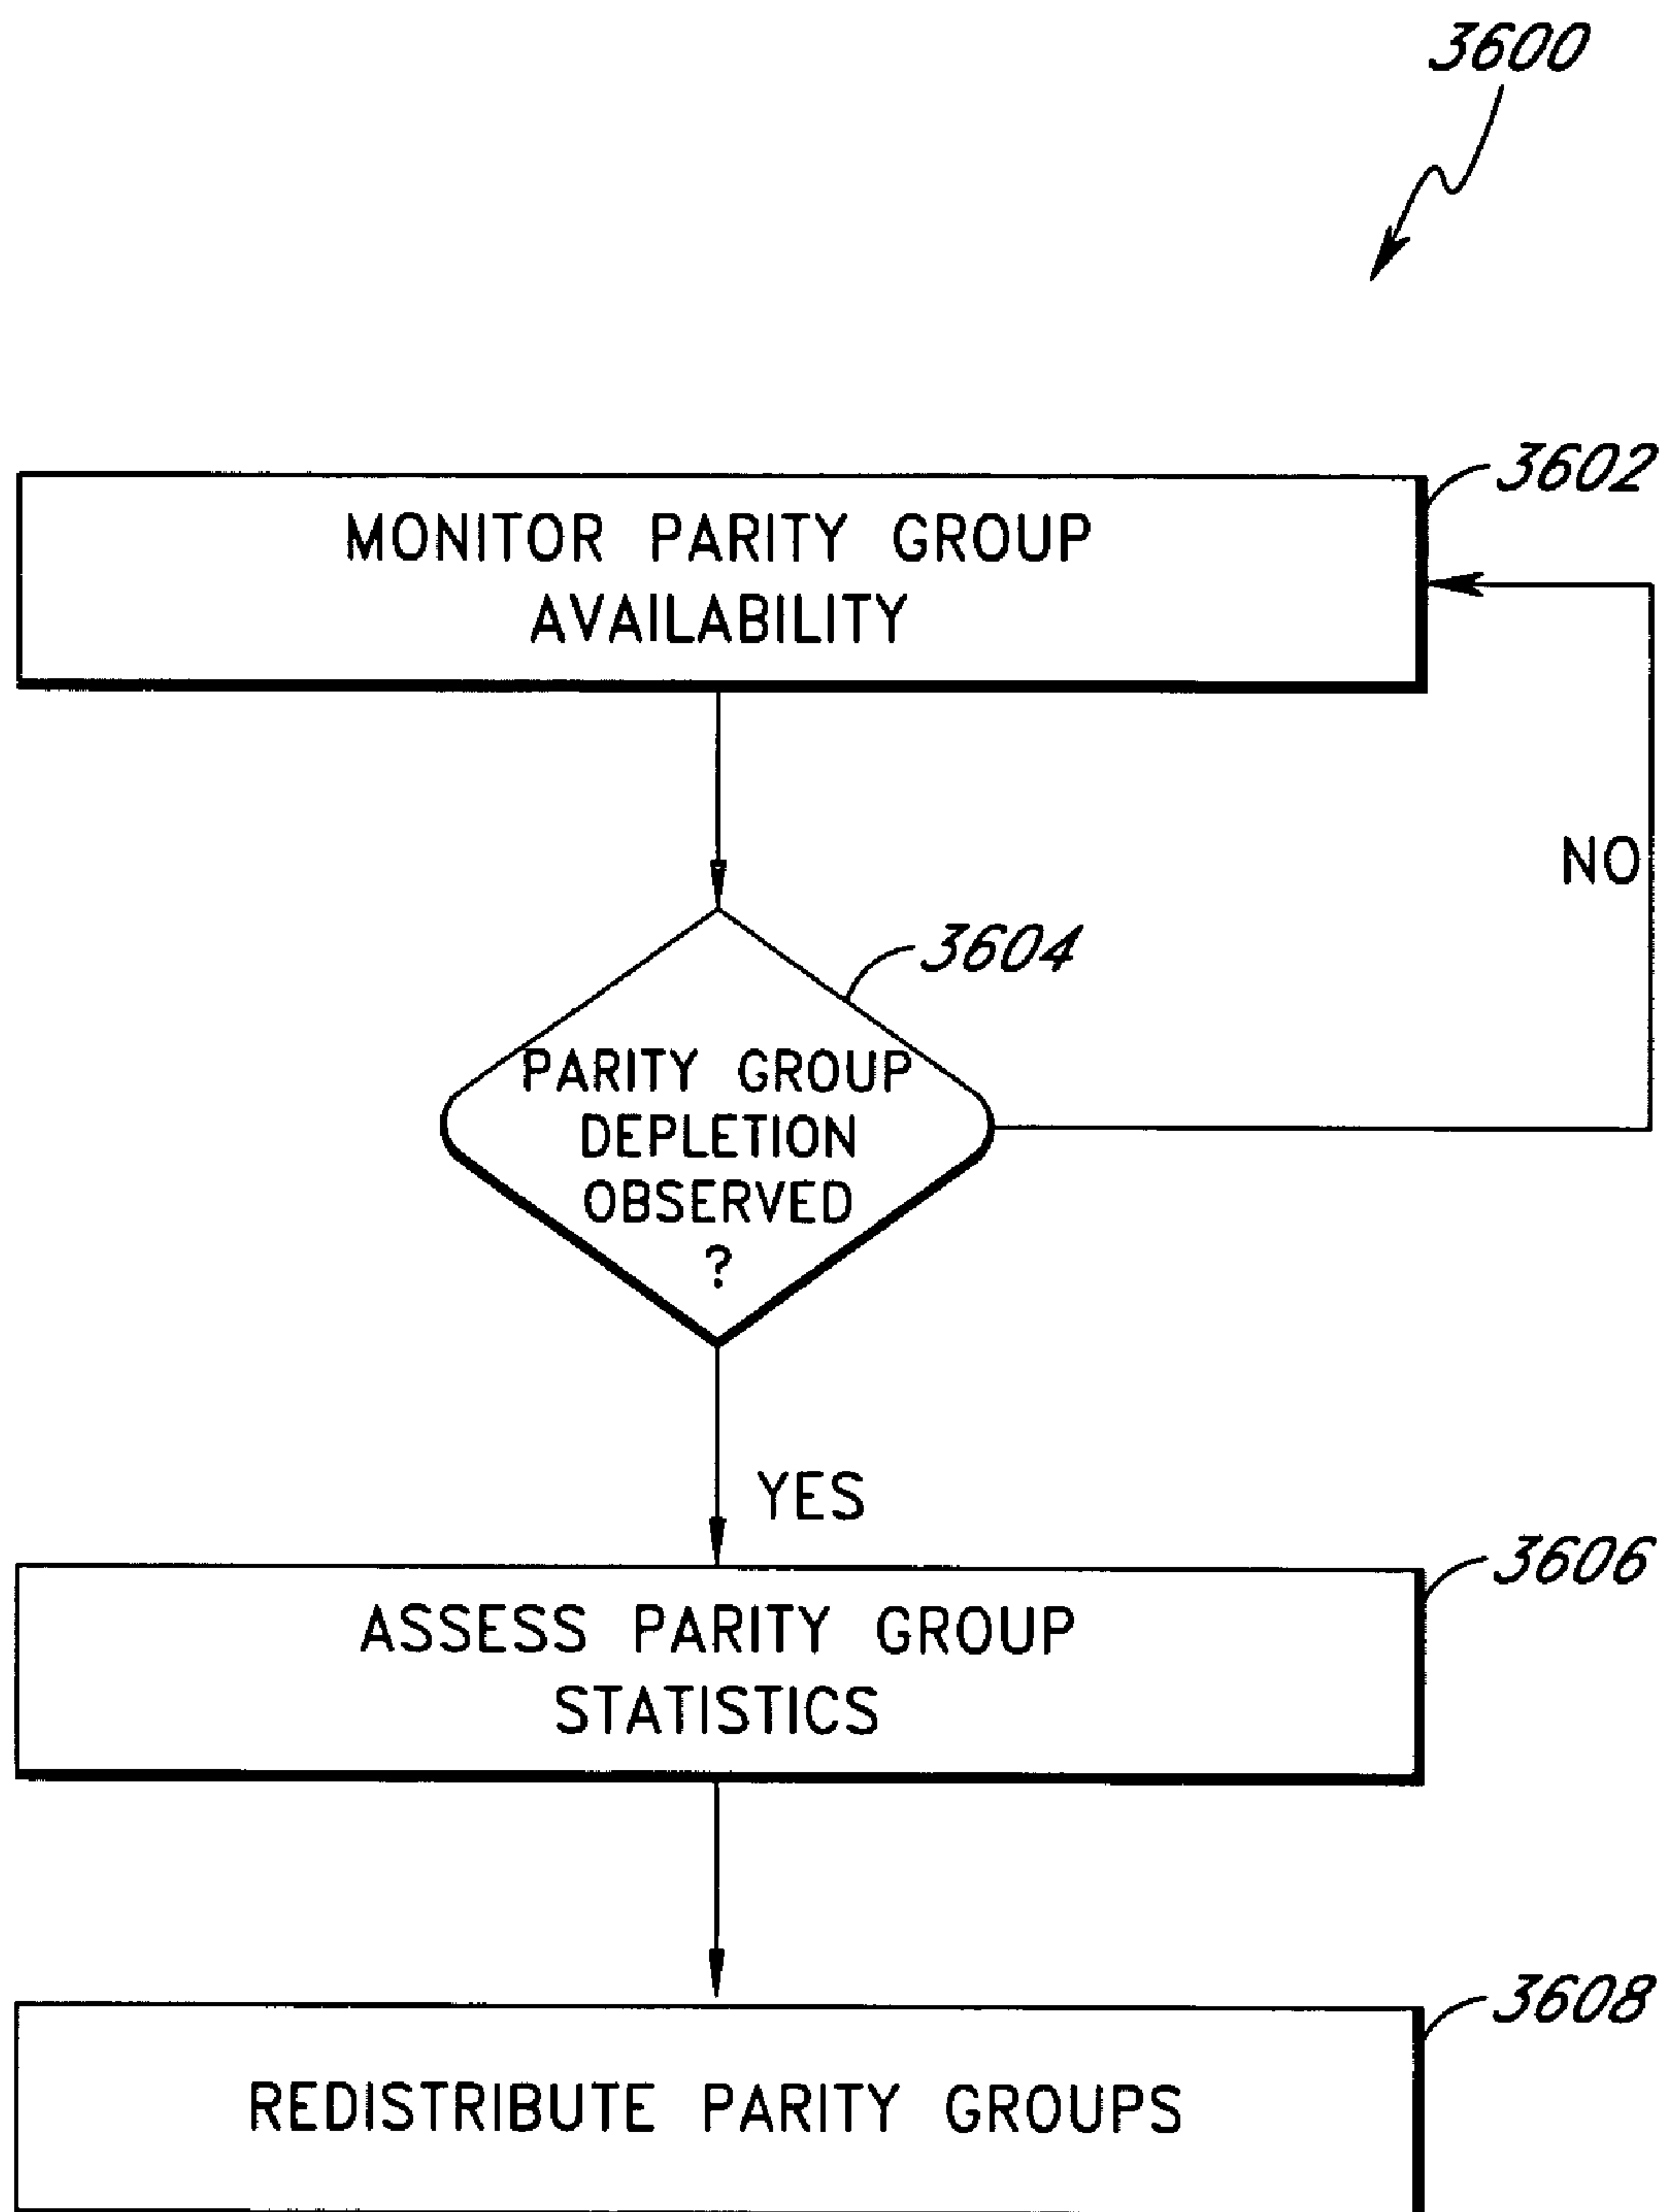 3600
3602
MONITOR PARITY GROUP
AVAILABILITY
NO
3604
PARITY GROUP
DEPLETION
OBSERVED
?
YES
3606
ASSESS PARITY GROUP
STATISTICS
3608
REDISTRIBUTE PARITY GROUPS